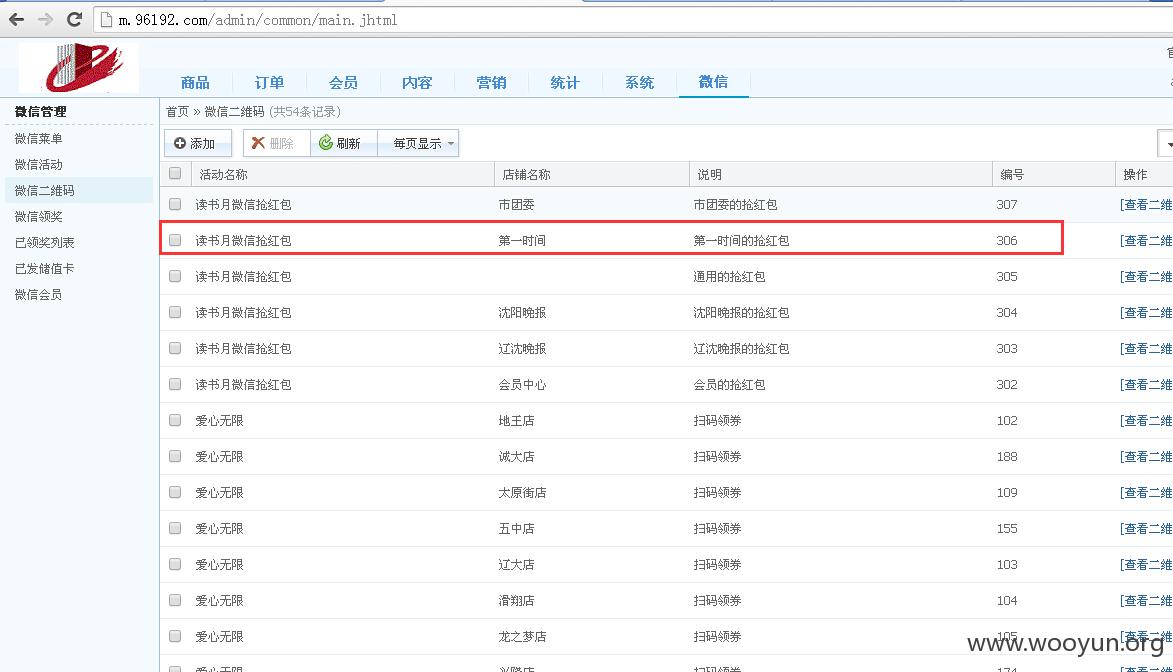 m.96192.com/admin/common/main.jhtml
商品 订单 会员 内容 营销 统计 系统 微信
微信管理
微信菜单
微信活动
微信二维码
微信领奖
已领奖列表
已发储值卡
微信会员
首页 » 微信二维码 (共54条记录)
添加 删除 刷新 每页显示
活动名称 店铺名称 说明 编号 操作
读书月微信抢红包 市团委 市团委的抢红包 307 [查看二维
读书月微信抢红包 第一时间 第一时间的抢红包 306 [查看二维
读书月微信抢红包 通用的抢红包 305 [查看二维
读书月微信抢红包 沈阳晚报 沈阳晚报的抢红包 304 [查看二维
读书月微信抢红包 辽沈晚报 辽沈晚报的抢红包 303 [查看二维
读书月微信抢红包 会员中心 会员的抢红包 302 [查看二维
爱心无限 地王店 扫码领券 102 [查看二维
爱心无限 诚大店 扫码领券 188 [查看二维
爱心无限 太原街店 扫码领券 109 [查看二维
爱心无限 五中店 扫码领券 155 [查看二维
爱心无限 辽大店 扫码领券 103 [查看二维
爱心无限 滑翔店 扫码领券 104 [查看二维
爱心无限 龙之梦店 扫码领券 105 [查看二维
www.wooyun.org